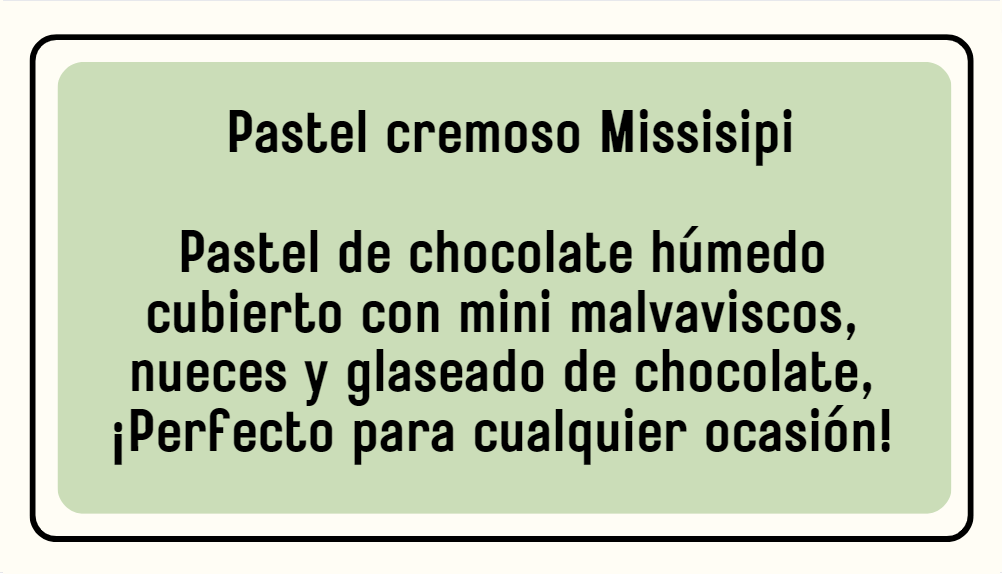 Pastel cremoso Missisipi
Pastel de chocolate húmedo
cubierto con mini malvaviscos,
nueces y glaseado de chocolate,
¡Perfecto para cualquier ocasión!